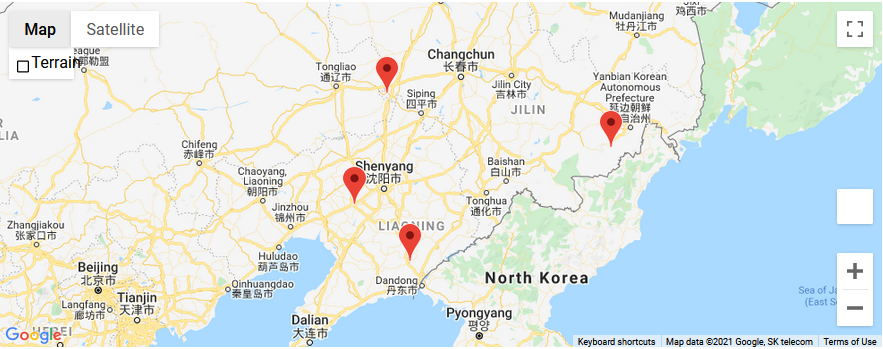 Map
Satellite
Terrain
eague
郭勒盟
LIA
Tongliao
通辽市
Changchun
长春市
Mudanjiang
牡丹江市
鸡西市
Siping
四平市
Jilin City
吉林市
JILIN
Yanbian Korean
Autonomous
Prefecture
延边朝鲜
自治州
Chifeng
赤峰市
Chaoyang,
Liaoning
朝阳市
Shenyang
沈阳市
Baishan
白山市
Jinzhou
锦州市
Tonghua
通化市
LIAONING
Zhangjiakou
张家口市
Huludao
葫芦岛市
Beijing
北京市
Qinhuangdao
秦皇岛市
Dandong
丹东市
North Korea
Langfang
廊坊市
Tianjin
天津市
Dalian
大连市
Pyongyang
평양
Sea of Ja
(East Se
HEBEI
Google
Keyboard shortcuts
Map data ©2021 Google, SK telecom
Terms of Use